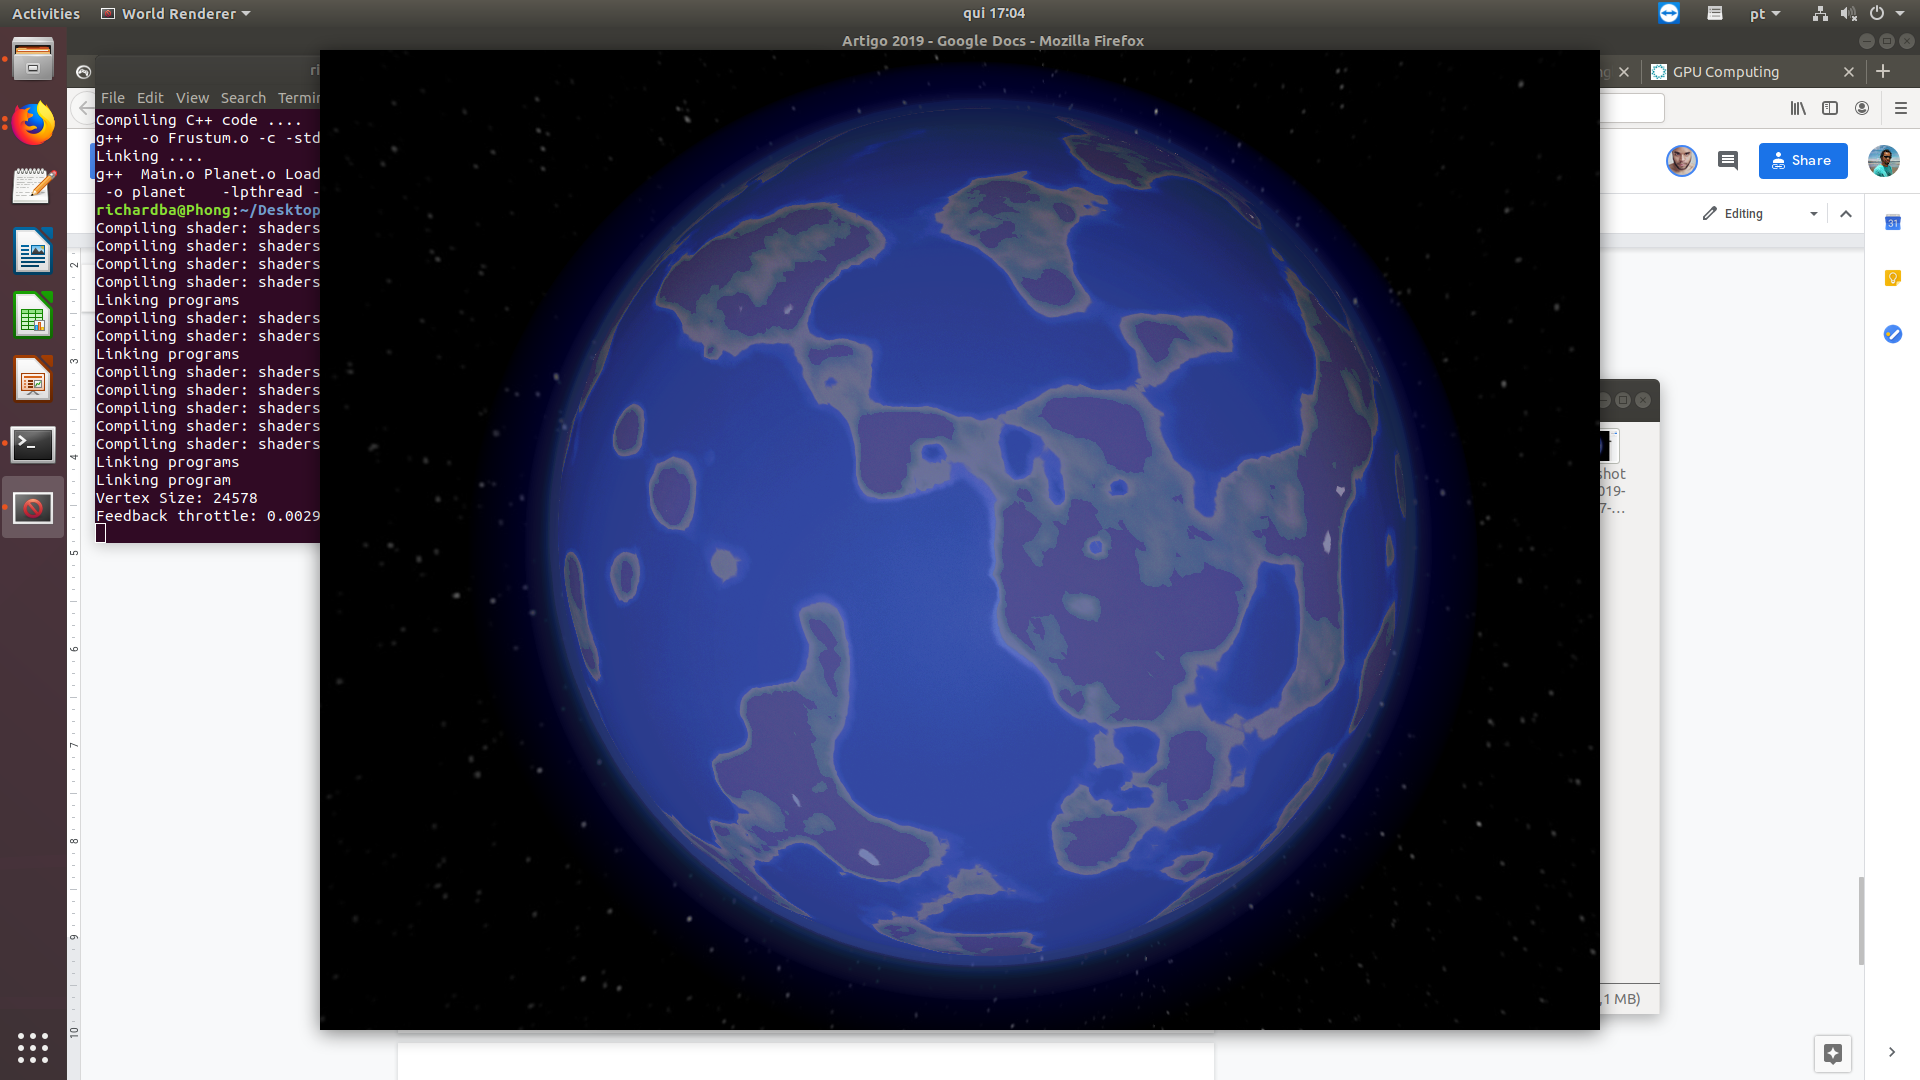 Activities World Renderer qui 17:04 pt
Artigo 2019 - Google Docs - Mozilla Firefox
GPU Computing
File Edit View Search
Compiling C++ code ....
g++ -o Frustum.o -c -std
Linking ....
g++ Main.o Planet.o Load
-o planet -lpthread -
richardba@Phong:~/Desktop
Compiling shader: shaders
Compiling shader: shaders
Compiling shader: shaders
Compiling shader: shaders
Linking programs
Compiling shader: shaders
Compiling shader: shaders
Linking programs
Compiling shader: shaders
Compiling shader: shaders
Compiling shader: shaders
Compiling shader: shaders
Compiling shader: shaders
Linking programs
Linking program
Vertex Size: 24578
Feedback throttle: 0.0029
Share
Editing
31
2
3
4
5
6
7
8
9
10
shot
019-
7-...
,1 MB)